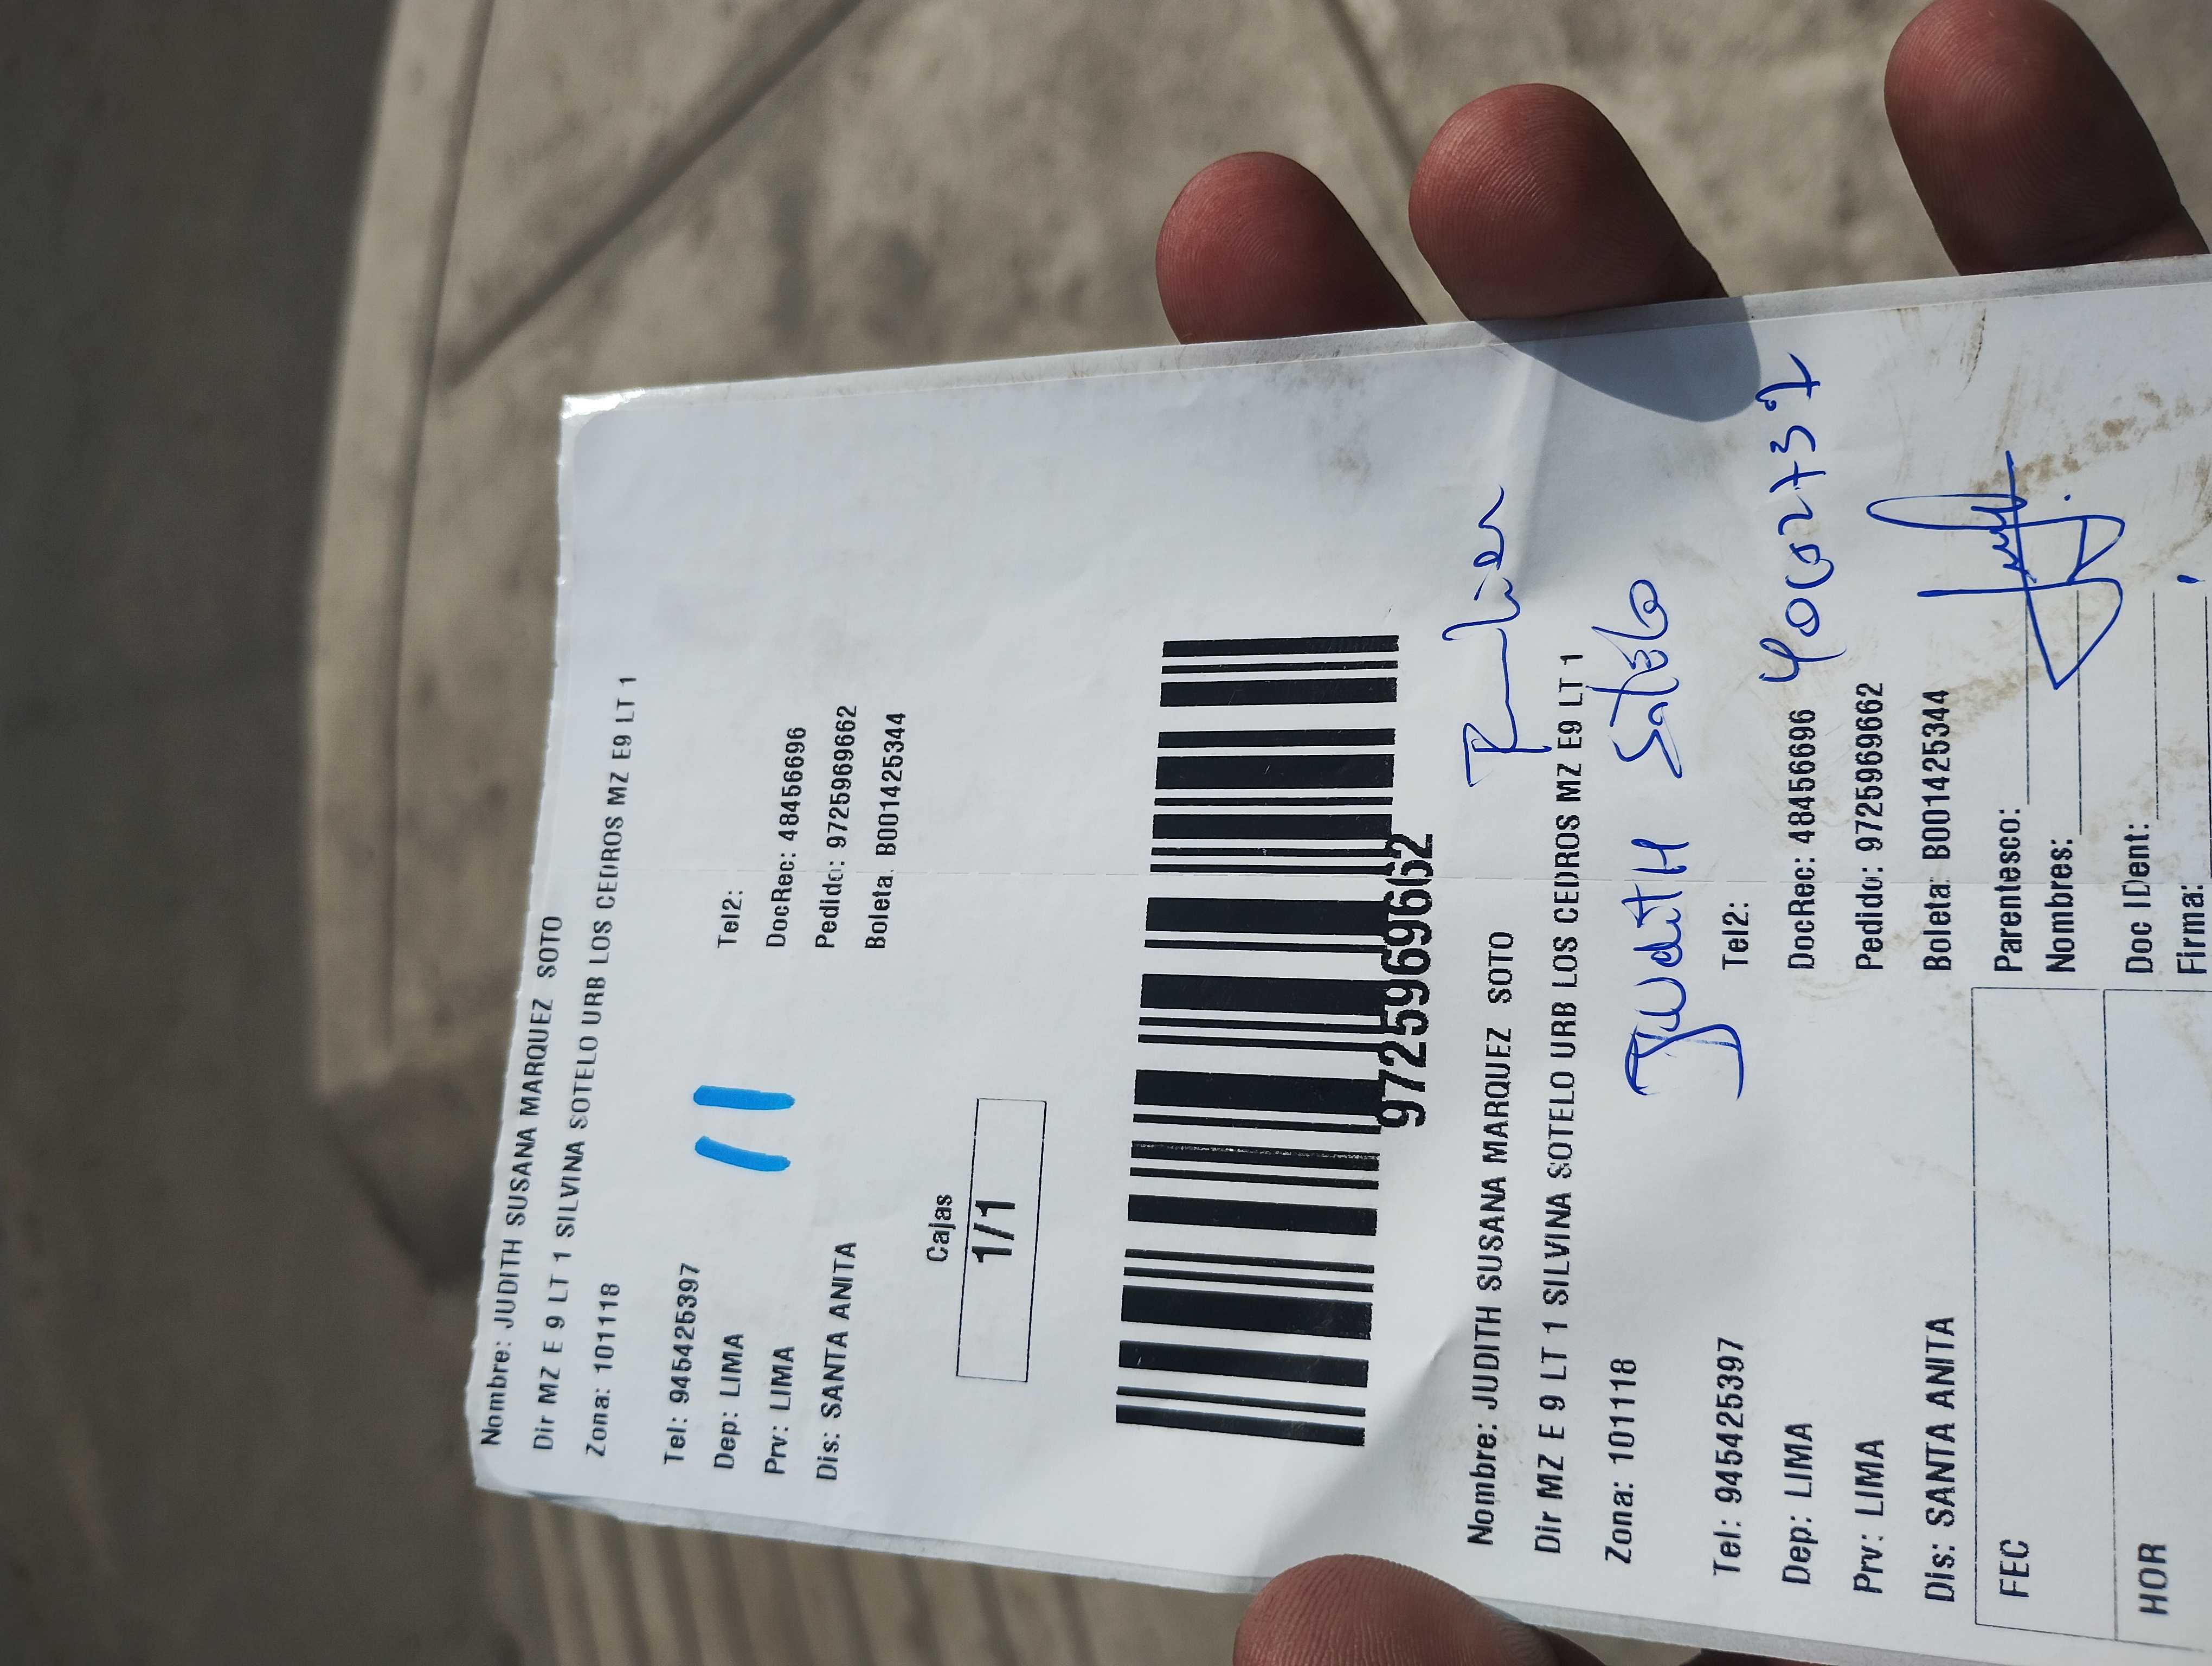 Nombre: JUDITH SUSANA MARQUEZ SOTO
Dir MZ E 9 LT 1 SILVINA SOTELO URB LOS CEDROS MZ E9 LT 1
Zona: 101118
Tel: 945425397 Tel2:
Dep: LIMA DocRec: 48456696
Prv: LIMA Pedido: 9725969662
Dis: SANTA ANITA Boleta: B001425344
Cajas
1/1
9725969662
Nombre: JUDITH SUSANA MARQUEZ SOTO
Dir MZ E 9 LT 1 SILVINA SOTELO URB LOS CEDROS MZ E9 LT 1
Zona: 101118 Judith Sotelo
Tel: 945425397 Tel2:
Dep: LIMA DocRec: 48456696
Prv: LIMA Pedido: 9725969662
Dis: SANTA ANITA Boleta: B001425344
FEC Parentesco:
Nombres:
HOR Doc IDent:
Firma: